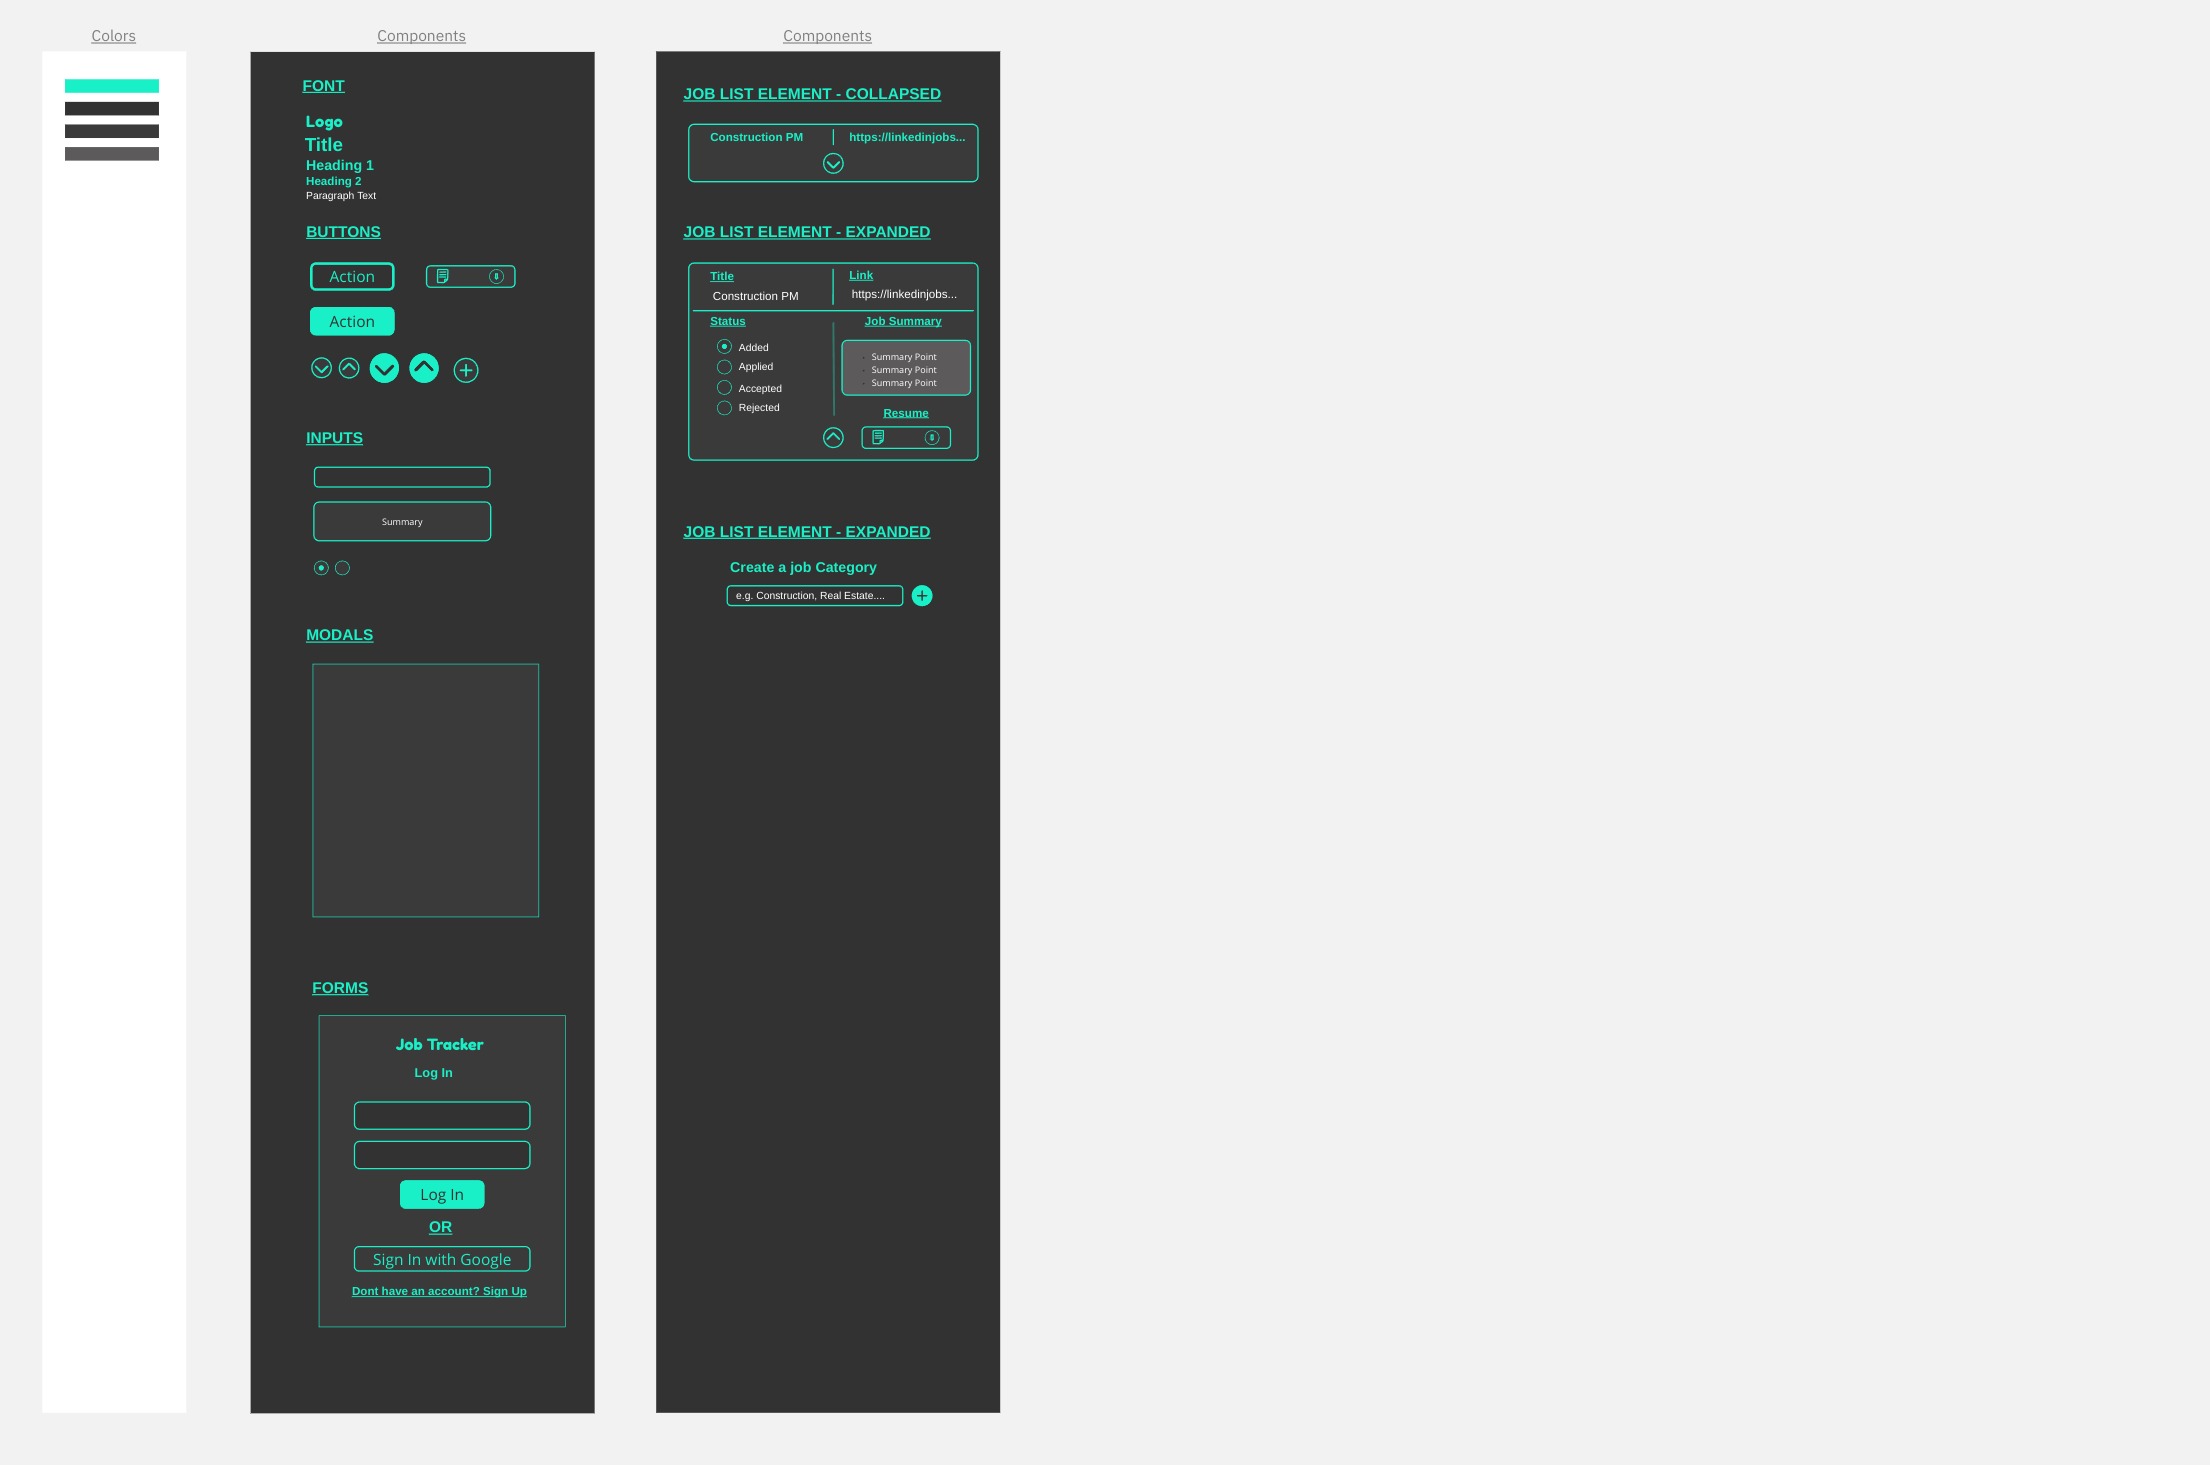 Colors
Components
FONT
Logo
Title
Heading 1
Heading 2
Paragraph Text
BUTTONS
Action
Action
INPUTS
Summary
MODALS
FORMS
Job Tracker
Log In
Log In
OR
Sign In with Google
Dont have an account? Sign Up
Components
JOB LIST ELEMENT - COLLAPSED
Construction PM
https://linkedinjobs...
JOB LIST ELEMENT - EXPANDED
Title
Construction PM
Link
https://linkedinjobs...
Status
Added
Applied
Accepted
Rejected
Job Summary
Summary Point
Summary Point
Summary Point
Resume
JOB LIST ELEMENT - EXPANDED
Create a job Category
e.g. Construction, Real Estate....